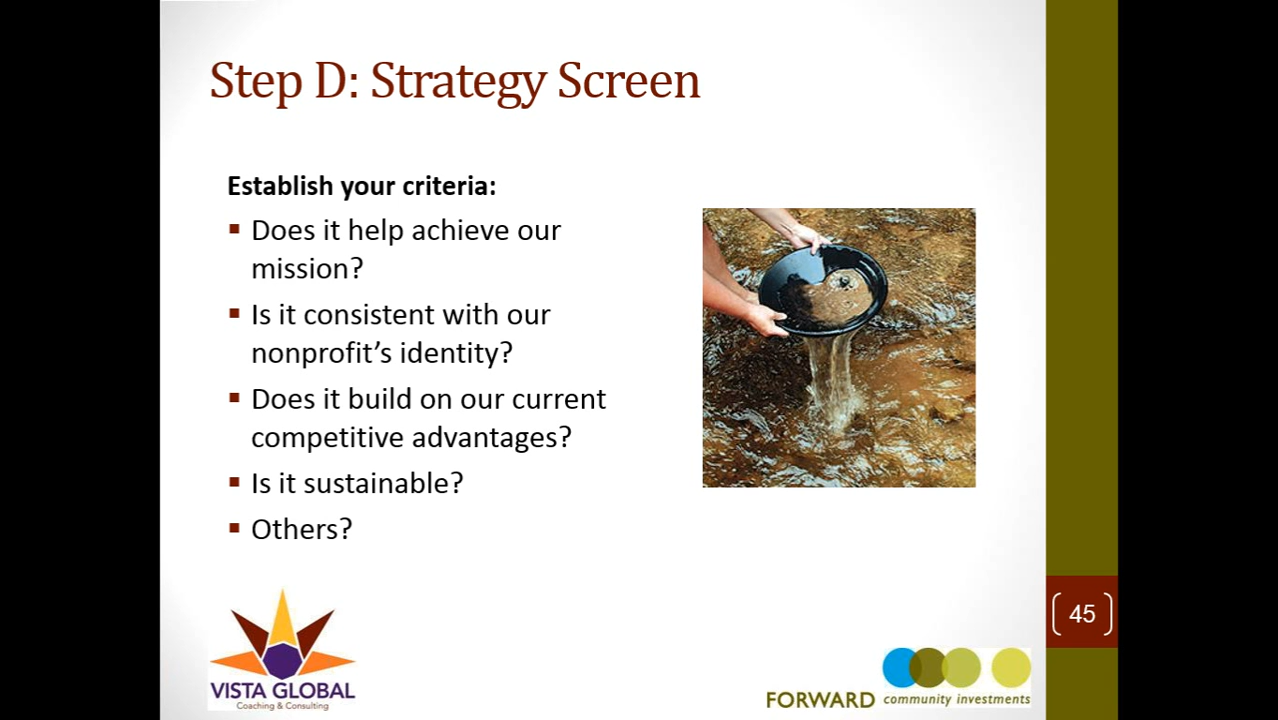 Step D: Strategy Screen
Establish your criteria:
▪ Does it help achieve our
mission?
▪ Is it consistent with our
nonprofit’s identity?
▪ Does it build on our current
competitive advantages?
▪ Is it sustainable?
▪ Others?
45
VISTA GLOBAL
Coaching & Consulting
FORWARD community investments